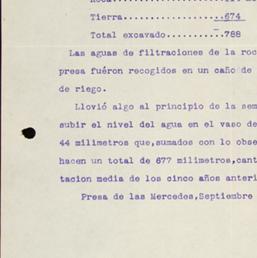 Tierra....................674
Total excavado.........788
Las aguas de filtraciones de la roc
presa fuéron recogidos en un caño de
de riego.
Llovió algo al principio de la sem
subir el nivel del agua en el vaso de
44 milimetros que,sumados con lo obse
hacen un total de 677 milimetros,cant
tacion media de los cinco años anteri
Presa de las Mercedes,Septiembre